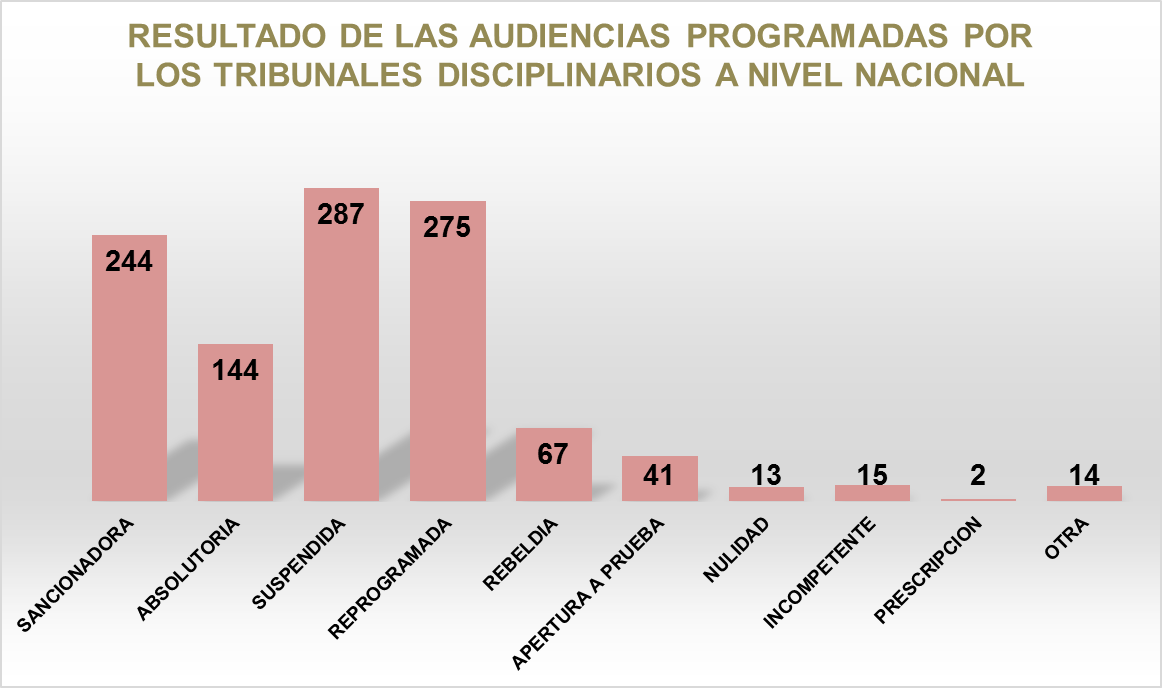 RESULTADO DE LAS AUDIENCIAS PROGRAMADAS POR
LOS TRIBUNALES DISCIPLINARIOS A NIVEL NACIONAL
244
144
287
275
67
41
13
15
2
14
SANCIONADORA
ABSOLUTORIA
SUSPENDIDA
REPROGRAMADA
REBELDIA
APERTURA A PRUEBA
NULIDAD
INCOMPETENTE
PRESCRIPCION
OTRA